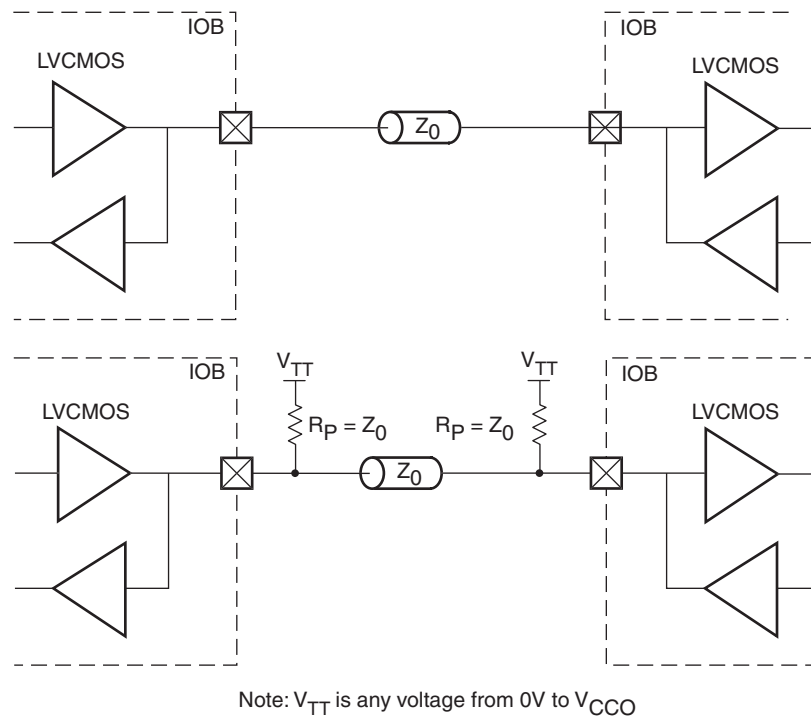 IOB
IOB
LVCMOS
LVCMOS
Z0
IOB
VTT
VTT
IOB
LVCMOS
RP = Z0
RP = Z0
LVCMOS
Z0
Note: VTT is any voltage from 0V to VCCO